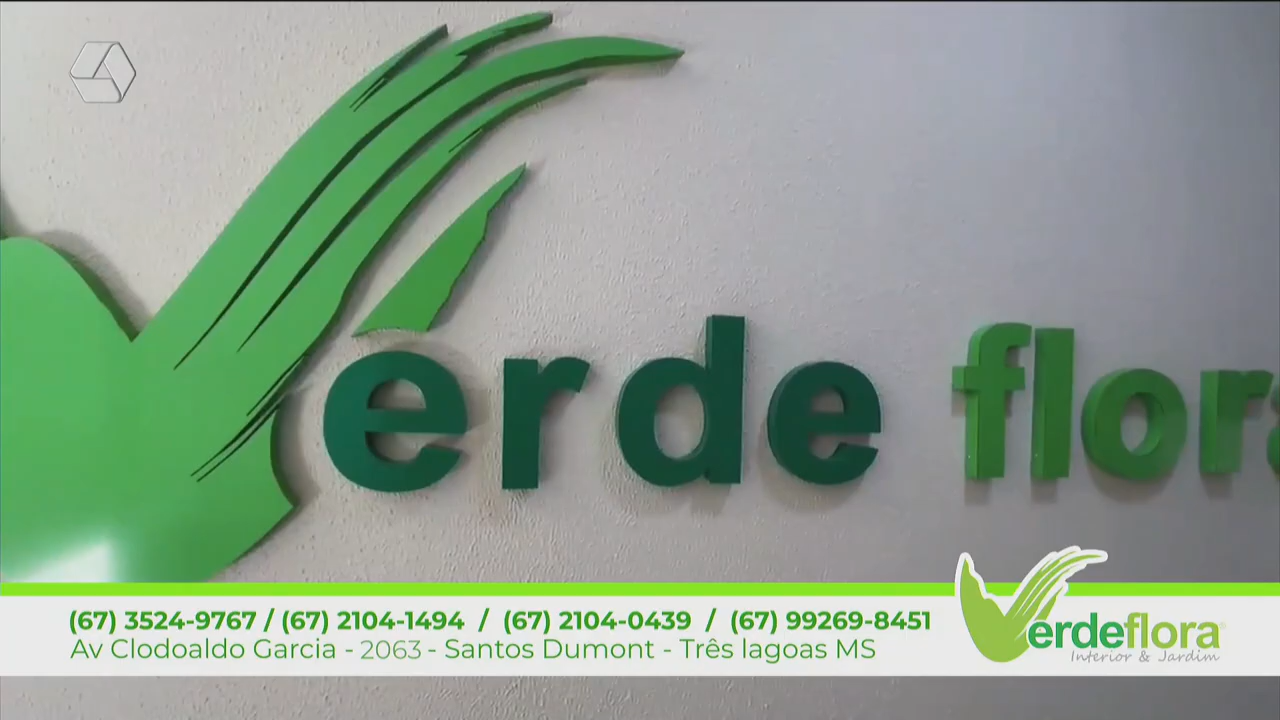 erde flora
(67) 3524-9767 / (67) 2104-1494 / (67) 2104-0439 / (67) 99269-8451
Av Clodoaldo Garcia - 2063 - Santos Dumont - Três lagoas MS
Verdeflora
Interior & Jardim